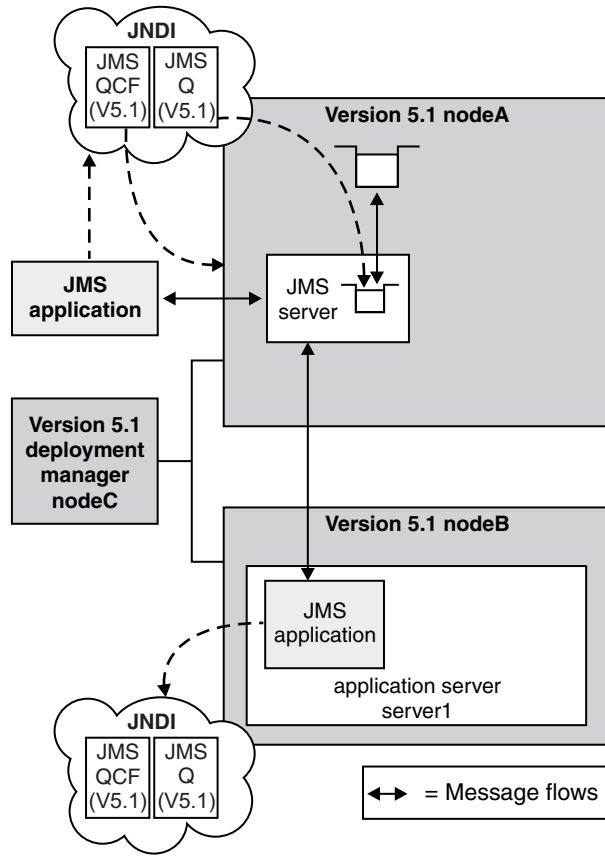 JNDI
JMS
QCF
(V5.1)
JMS
Q
(V5.1)
Version 5.1 nodeA
JMS
application
JMS
server
Version 5.1
deployment
manager
nodeC
Version 5.1 nodeB
JMS
application
application server
server1
JNDI
JMS
QCF
(V5.1)
JMS
Q
(V5.1)
= Message flows